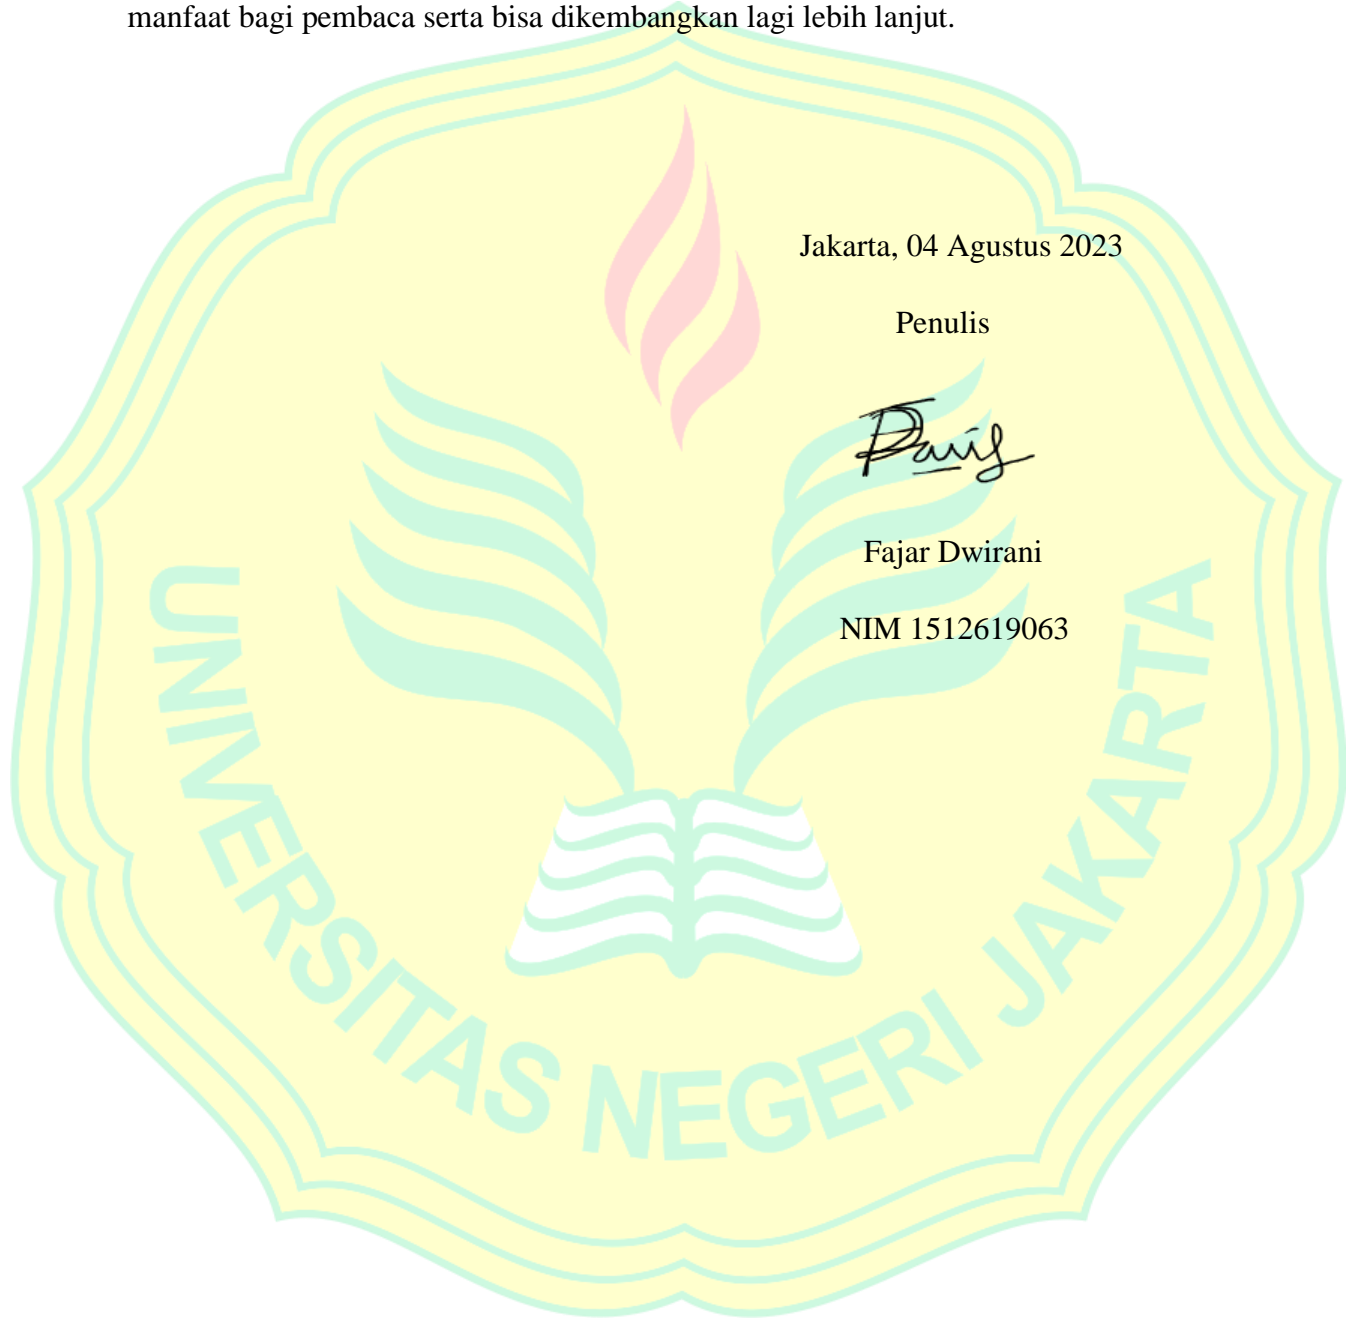 manfaat bagi pembaca serta bisa dikembangkan lagi lebih lanjut.
Jakarta, 04 Agustus 2023
Penulis
Fajar Dwirani
NIM 1512619063
UNIVERSITAS NEGERI JAKARTA